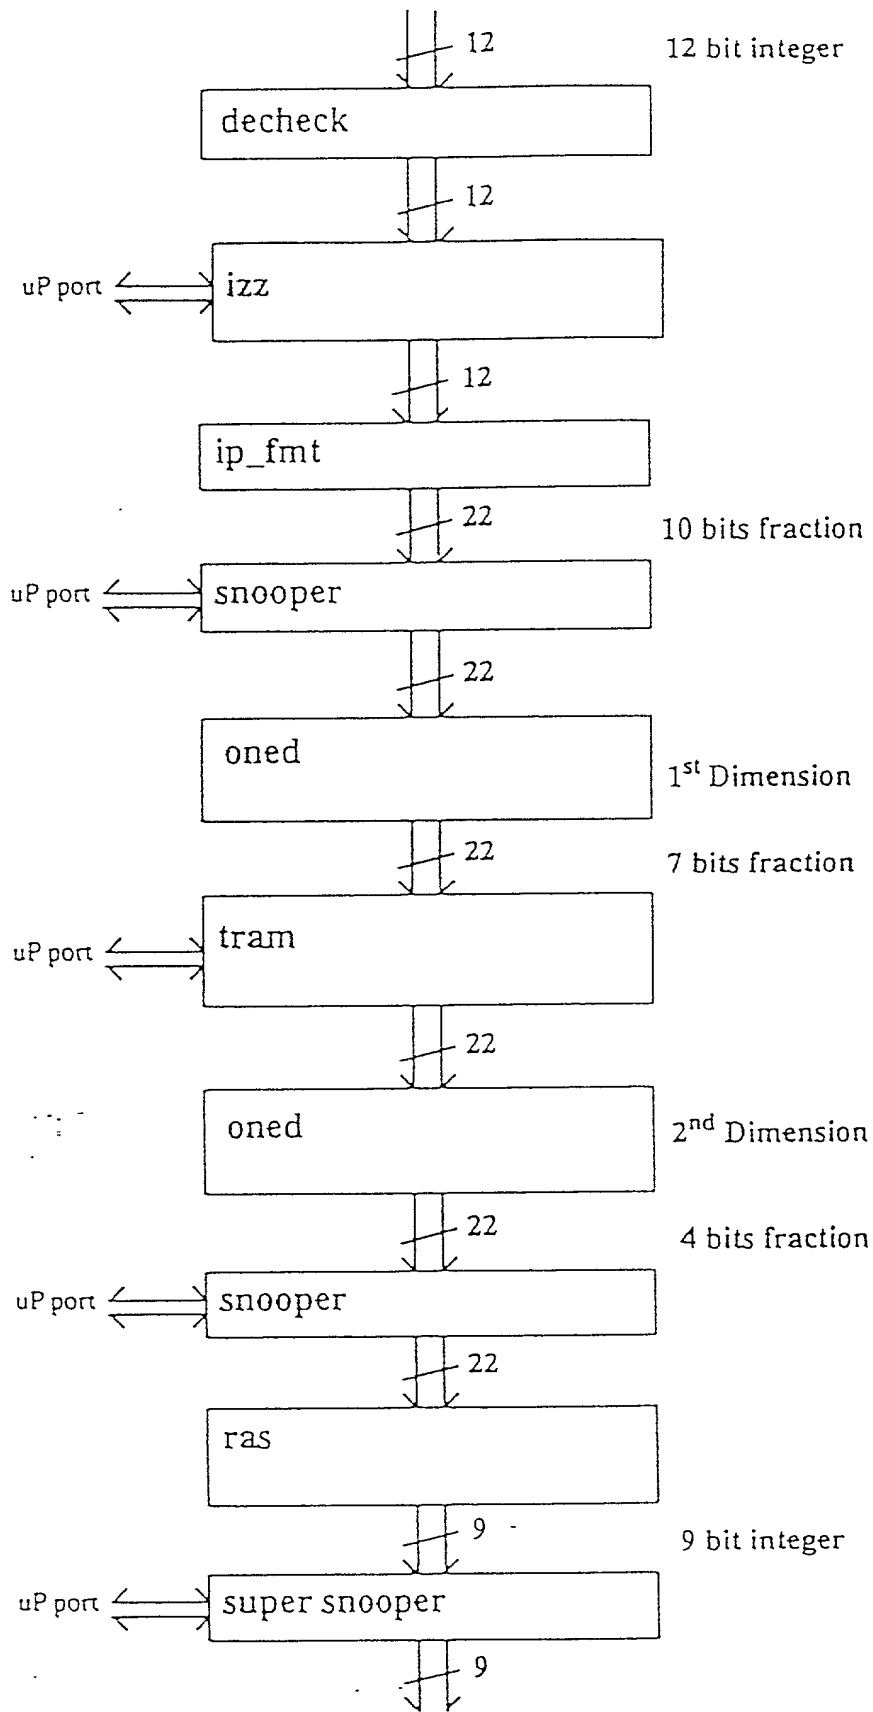 12 12 bit integer
decheck
12
uP port izz
12
ip_fmt
22 10 bits fraction
uP port snooper
22
oned
1st Dimension
22 7 bits fraction
tram
uP port
22
oned 2nd Dimension
22 4 bits fraction
uP port snooper
22
ras
9 9 bit integer
uP port super snooper
9